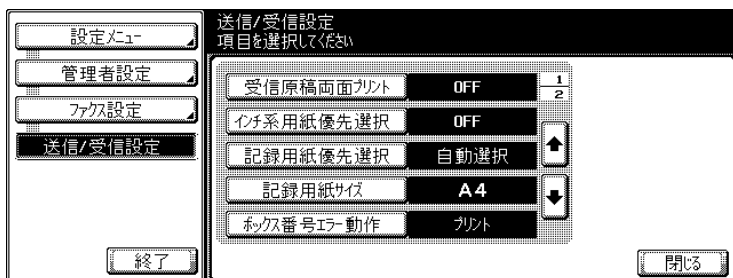 設定メニュー
管理者設定
ファクス設定
送信/受信設定
終了
送信/受信設定
項目を選択してください
受信原稿両面プリント OFF
インチ系用紙優先選択 OFF
記録用紙優先選択 自動選択
記録用紙サイズ A4
ボックス番号エラー動作 プリント
1
2
閉じる